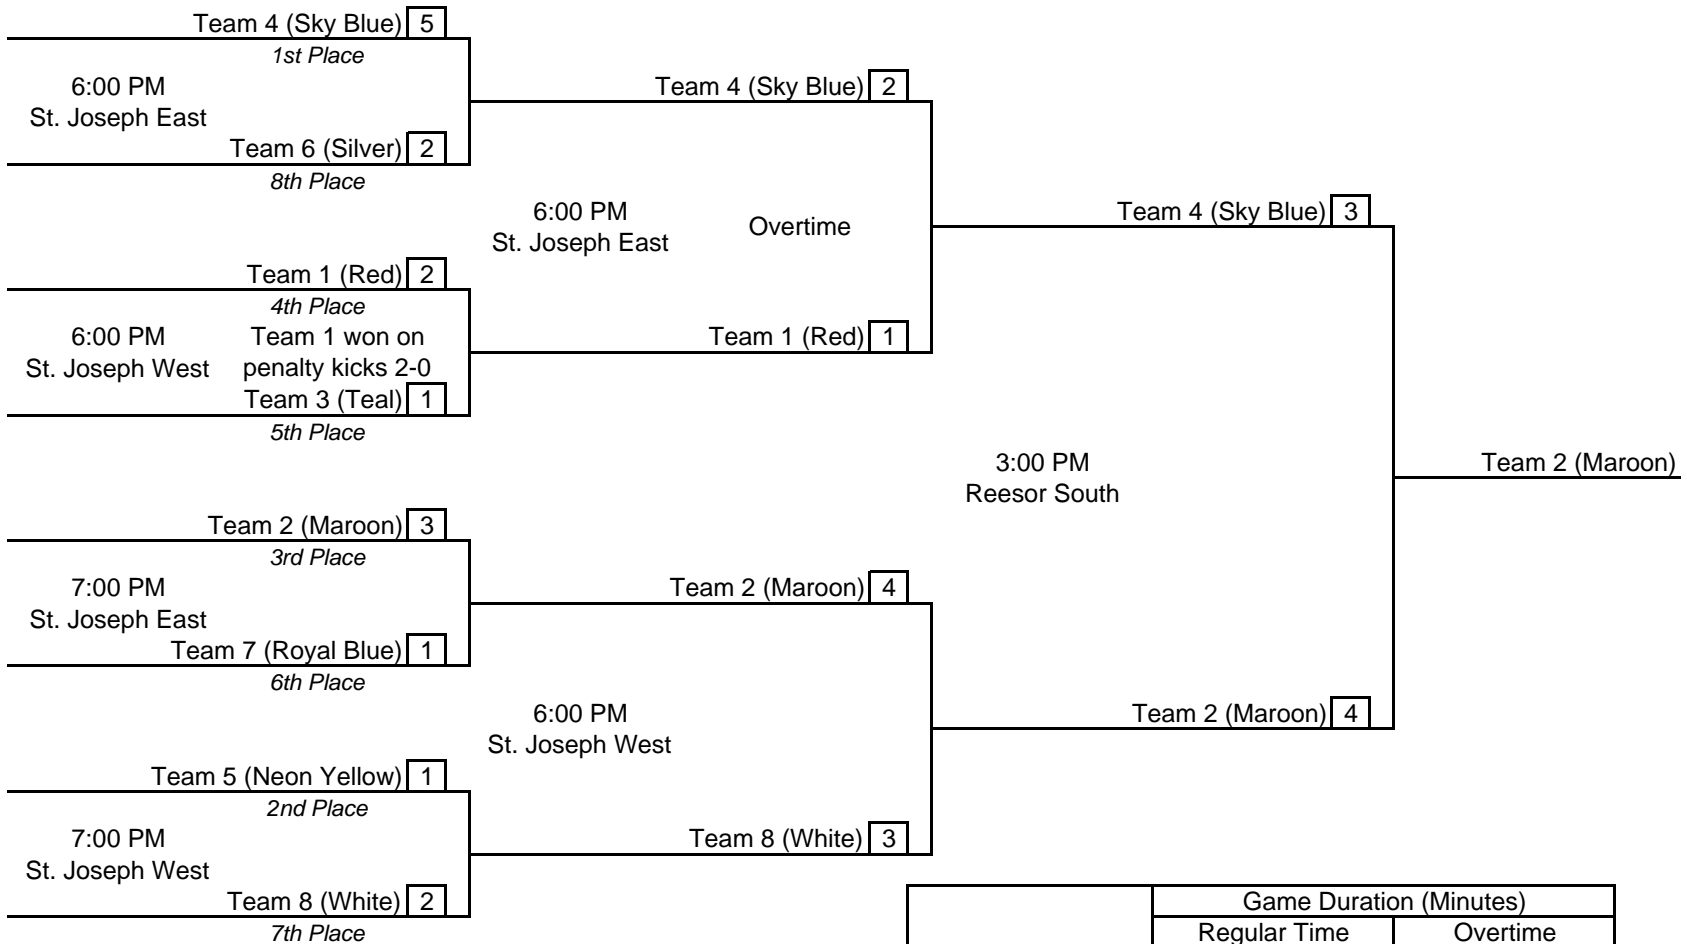 Team 4 (Sky Blue) 5
1st Place
6:00 PM
St. Joseph East
Team 6 (Silver) 2
8th Place
Team 1 (Red) 2
4th Place
6:00 PM
St. Joseph West
Team 1 won on
penalty kicks 2-0
Team 3 (Teal) 1
5th Place
Team 2 (Maroon) 3
3rd Place
7:00 PM
St. Joseph East
Team 7 (Royal Blue) 1
6th Place
Team 5 (Neon Yellow) 1
2nd Place
7:00 PM
St. Joseph West
Team 8 (White) 2
7th Place
Team 4 (Sky Blue) 2
6:00 PM
St. Joseph East
Overtime
Team 1 (Red) 1
Team 2 (Maroon) 4
6:00 PM
St. Joseph West
Team 8 (White) 3
Team 4 (Sky Blue) 3
3:00 PM
Reesor South
Team 2 (Maroon) 4
Team 2 (Maroon)
Game Duration (Minutes)
Regular Time Overtime